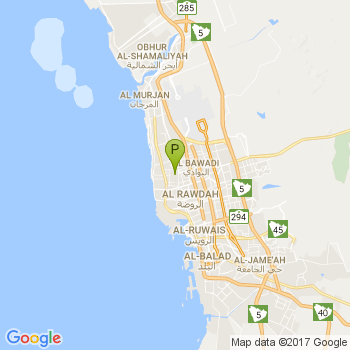 285
5
OBHUR
AL-SHAMALIYAH
أبحر الشمالية
AL MURJAN
المرجان
P
AL BAWADI
البوادي
AL RAWDAH
الروضة
5
294
45
AL-RUWAIS
الرويس
AL-BALAD
البلد
AL-JAME'AH
حي الجامعة
5
40
Google
Map data ©2017 Google